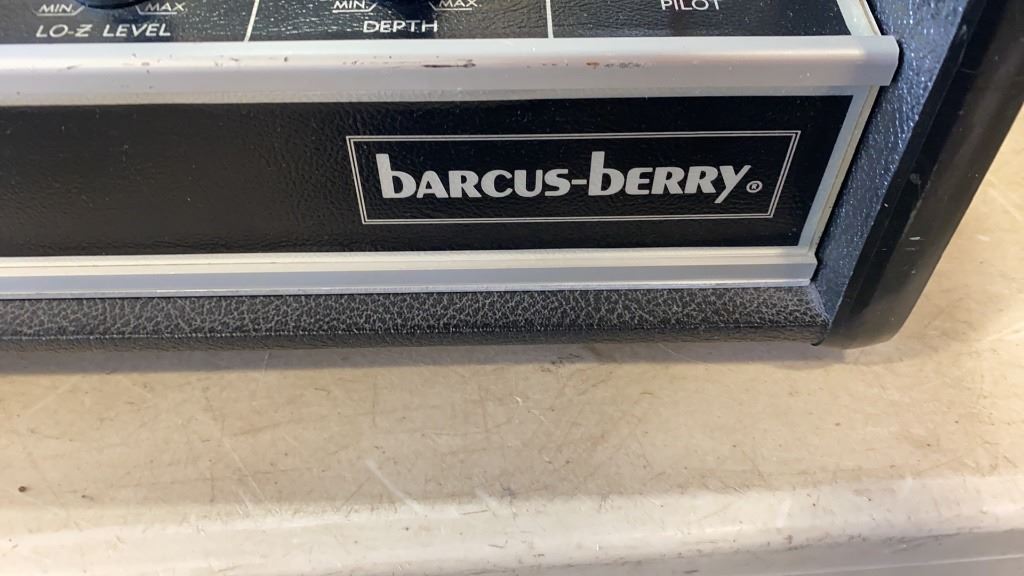 MIN. MAX MIN. MAX PILOT
LO-Z LEVEL DEPTH
barcus-berry®